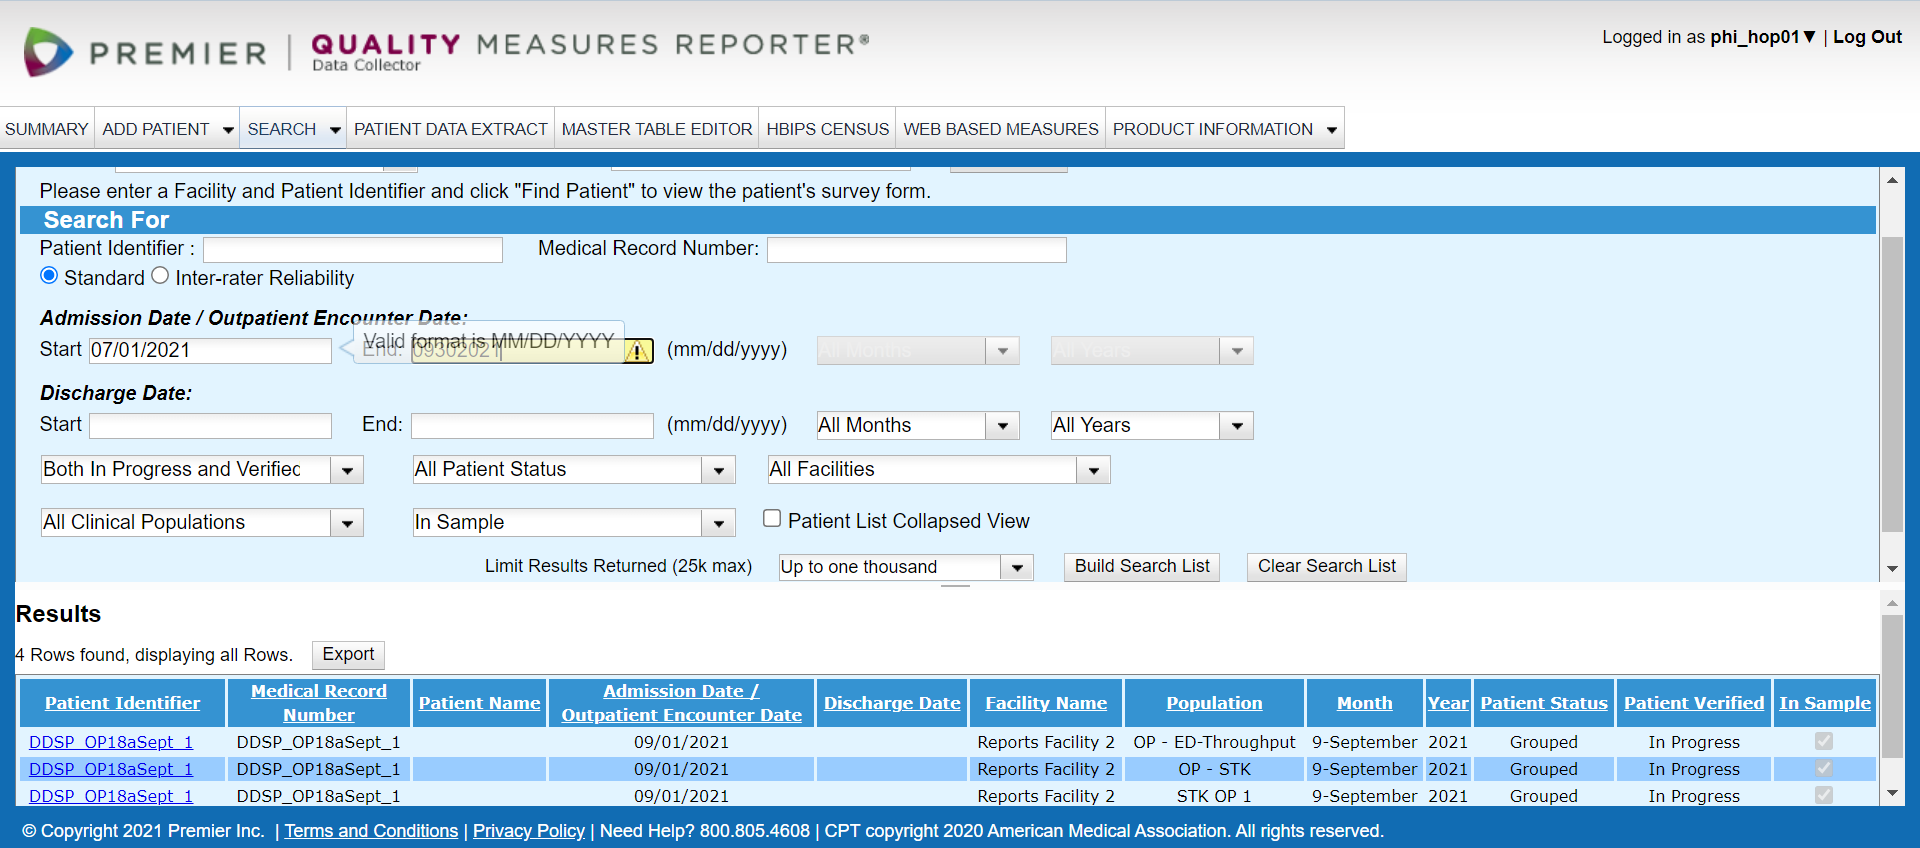 PREMIER | QUALITY MEASURES REPORTER®
Data Collector
Logged in as phi_hop01▼ | Log Out
SUMMARY ADD PATIENT SEARCH PATIENT DATA EXTRACT MASTER TABLE EDITOR HBIPS CENSUS WEB BASED MEASURES PRODUCT INFORMATION
Please enter a Facility and Patient Identifier and click "Find Patient" to view the patient's survey form.
Search For
Patient Identifier : Medical Record Number:
Standard Inter-rater Reliability
Admission Date / Outpatient Encounter Date:
Valid format is MM/DD/YYYY
Start 07/01/2021 End: 09302021 (mm/dd/yyyy) All Months All Years
Discharge Date:
Start End: (mm/dd/yyyy) All Months All Years
Both In Progress and Verified All Patient Status All Facilities
All Clinical Populations In Sample Patient List Collapsed View
Limit Results Returned (25k max) Up to one thousand Build Search List Clear Search List
Results
4 Rows found, displaying all Rows. Export
Patient Identifier Medical Record Number Patient Name Admission Date / Outpatient Encounter Date Discharge Date Facility Name Population Month Year Patient Status Patient Verified In Sample
DDSP_OP18aSept_1 DDSP_OP18aSept_1 09/01/2021 Reports Facility 2 OP - ED-Throughput 9-September 2021 Grouped In Progress
DDSP_OP18aSept_1 DDSP_OP18aSept_1 09/01/2021 Reports Facility 2 OP - STK 9-September 2021 Grouped In Progress
DDSP_OP18aSept_1 DDSP_OP18aSept_1 09/01/2021 Reports Facility 2 STK OP 1 9-September 2021 Grouped In Progress
© Copyright 2021 Premier Inc. | Terms and Conditions | Privacy Policy | Need Help? 800.805.4608 | CPT copyright 2020 American Medical Association. All rights reserved.